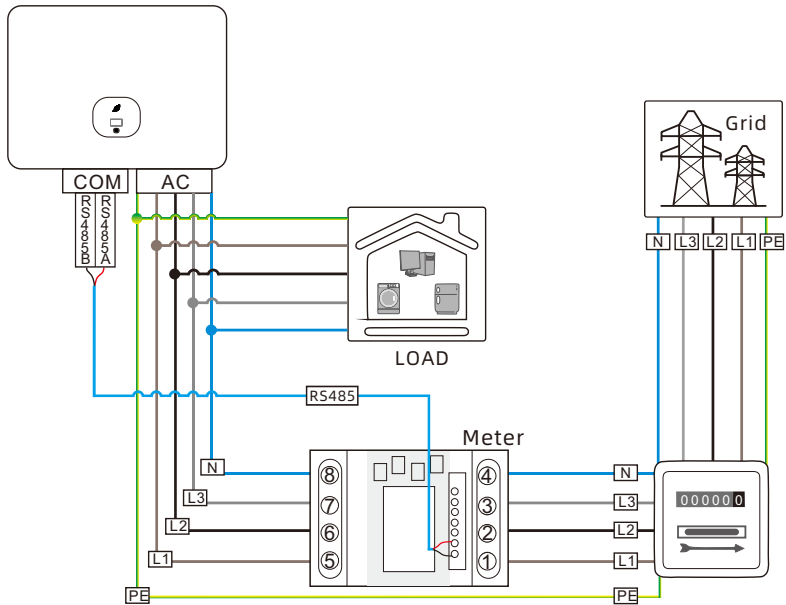 Grid
COM
AC
RS485B
RS485A
N
L3
L2
L1
PE
LOAD
RS485
Meter
N
8
4
N
L3
7
3
L3
000000
L2
6
2
L2
L1
5
1
L1
PE
PE